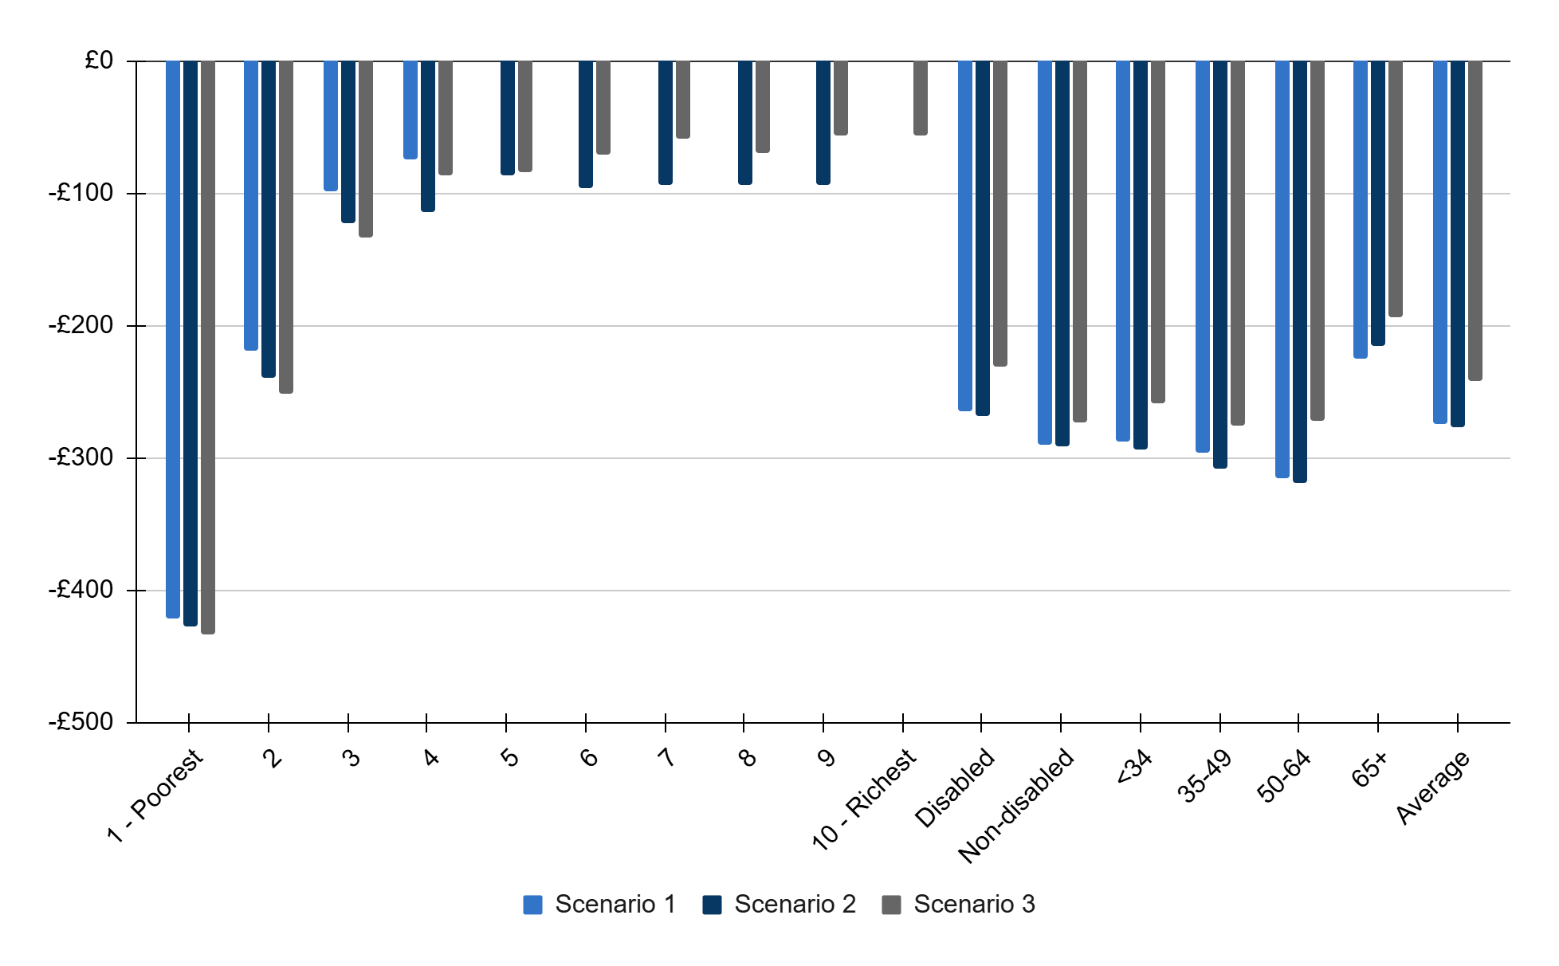 £0
-£100
-£200
-£300
-£400
-£500
1 - Poorest
2
3
4
5
6
7
8
9
10 - Richest
Disabled
Non-disabled
<34
35-49
50-64
65+
Average
Scenario 1
Scenario 2
Scenario 3